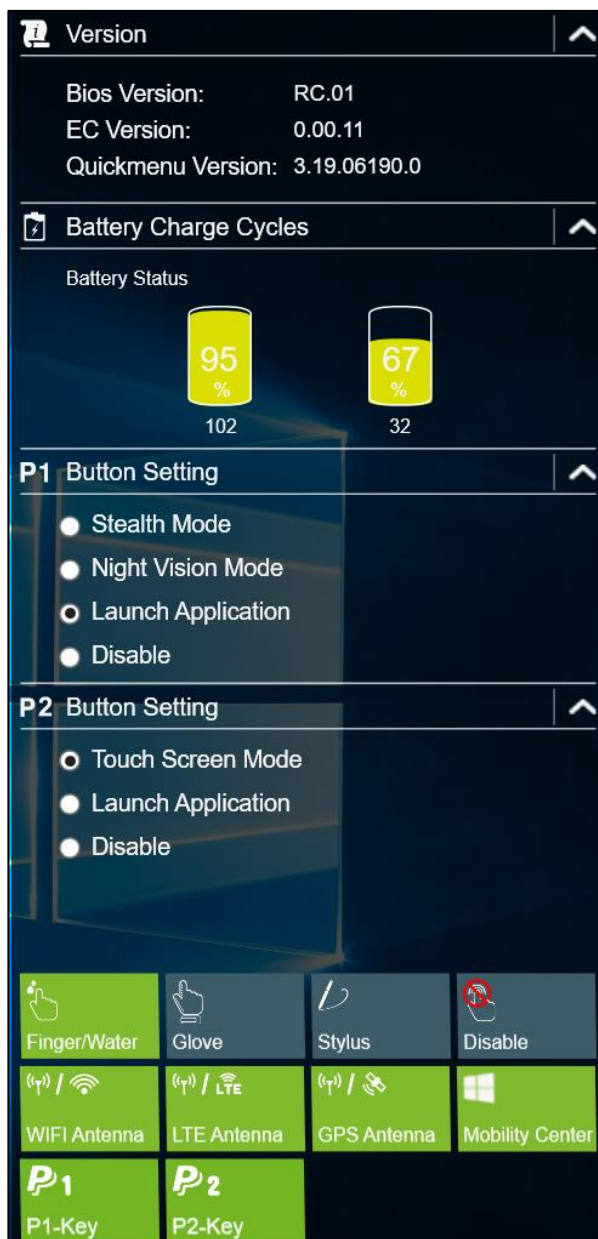 Version
Bios Version: RC.01
EC Version: 0.00.11
Quickmenu Version: 3.19.06190.0
Battery Charge Cycles
Battery Status
95 67
% %
102 32
P1 Button Setting
Stealth Mode
Night Vision Mode
Launch Application
Disable
P2 Button Setting
Touch Screen Mode
Launch Application
Disable
Finger/Water Glove Stylus Disable
/ / LTE /
WIFI Antenna LTE Antenna GPS Antenna Mobility Center
P1 P2
P1-Key P2-Key